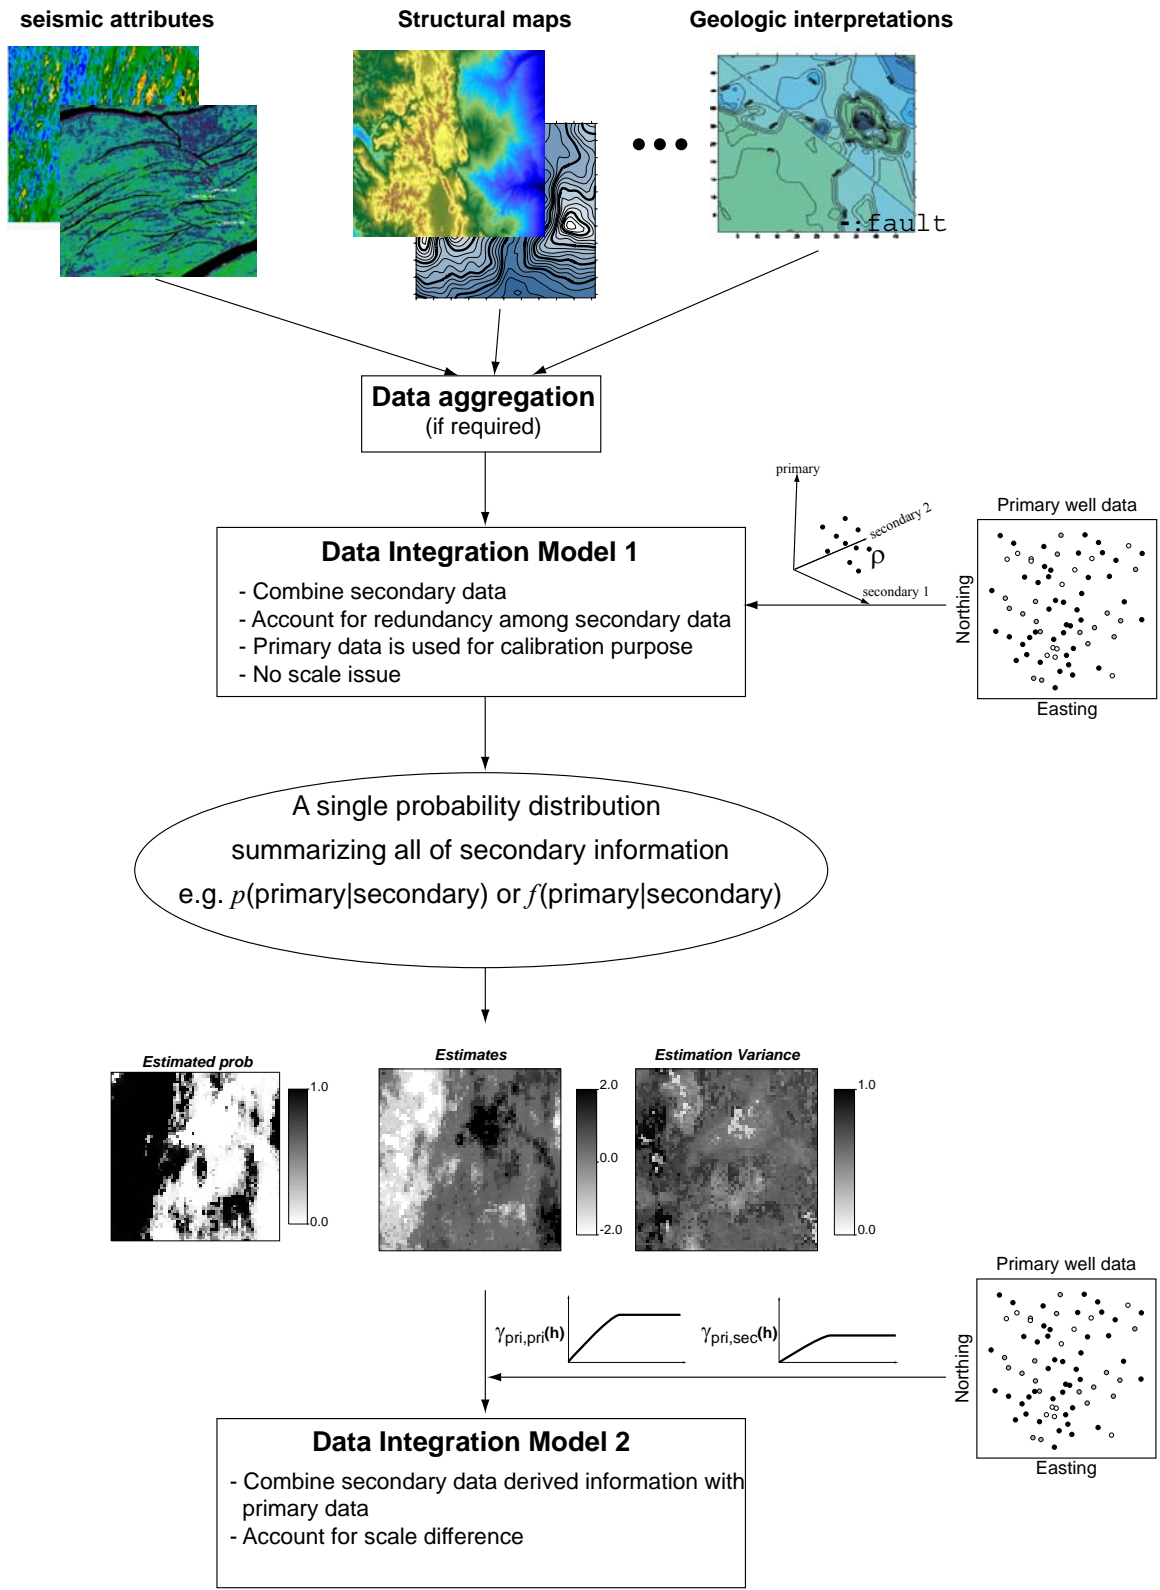 seismic attributes
Structural maps
Geologic interpretations
-:fault
Data aggregation
(if required)
primary
secondary 2
ρ
secondary 1
Primary well data
Northing
Easting
Data Integration Model 1
- Combine secondary data
- Account for redundancy among secondary data
- Primary data is used for calibration purpose
- No scale issue
A single probability distribution
summarizing all of secondary information
e.g. p(primary|secondary) or f(primary|secondary)
Estimated prob
1.0
0.0
Estimates
2.0
0.0
-2.0
Estimation Variance
1.0
0.0
γpri,pri(h)
γpri,sec(h)
Primary well data
Northing
Easting
Data Integration Model 2
- Combine secondary data derived information with
primary data
- Account for scale difference